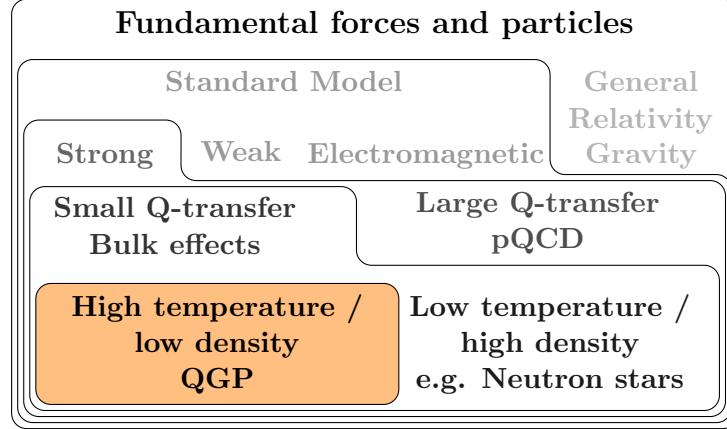 Fundamental forces and particles
Standard Model
General
Relativity
Gravity
Strong
Weak
Electromagnetic
Small Q-transfer
Bulk effects
Large Q-transfer
pQCD
High temperature /
low density
QGP
Low temperature /
high density
e.g. Neutron stars